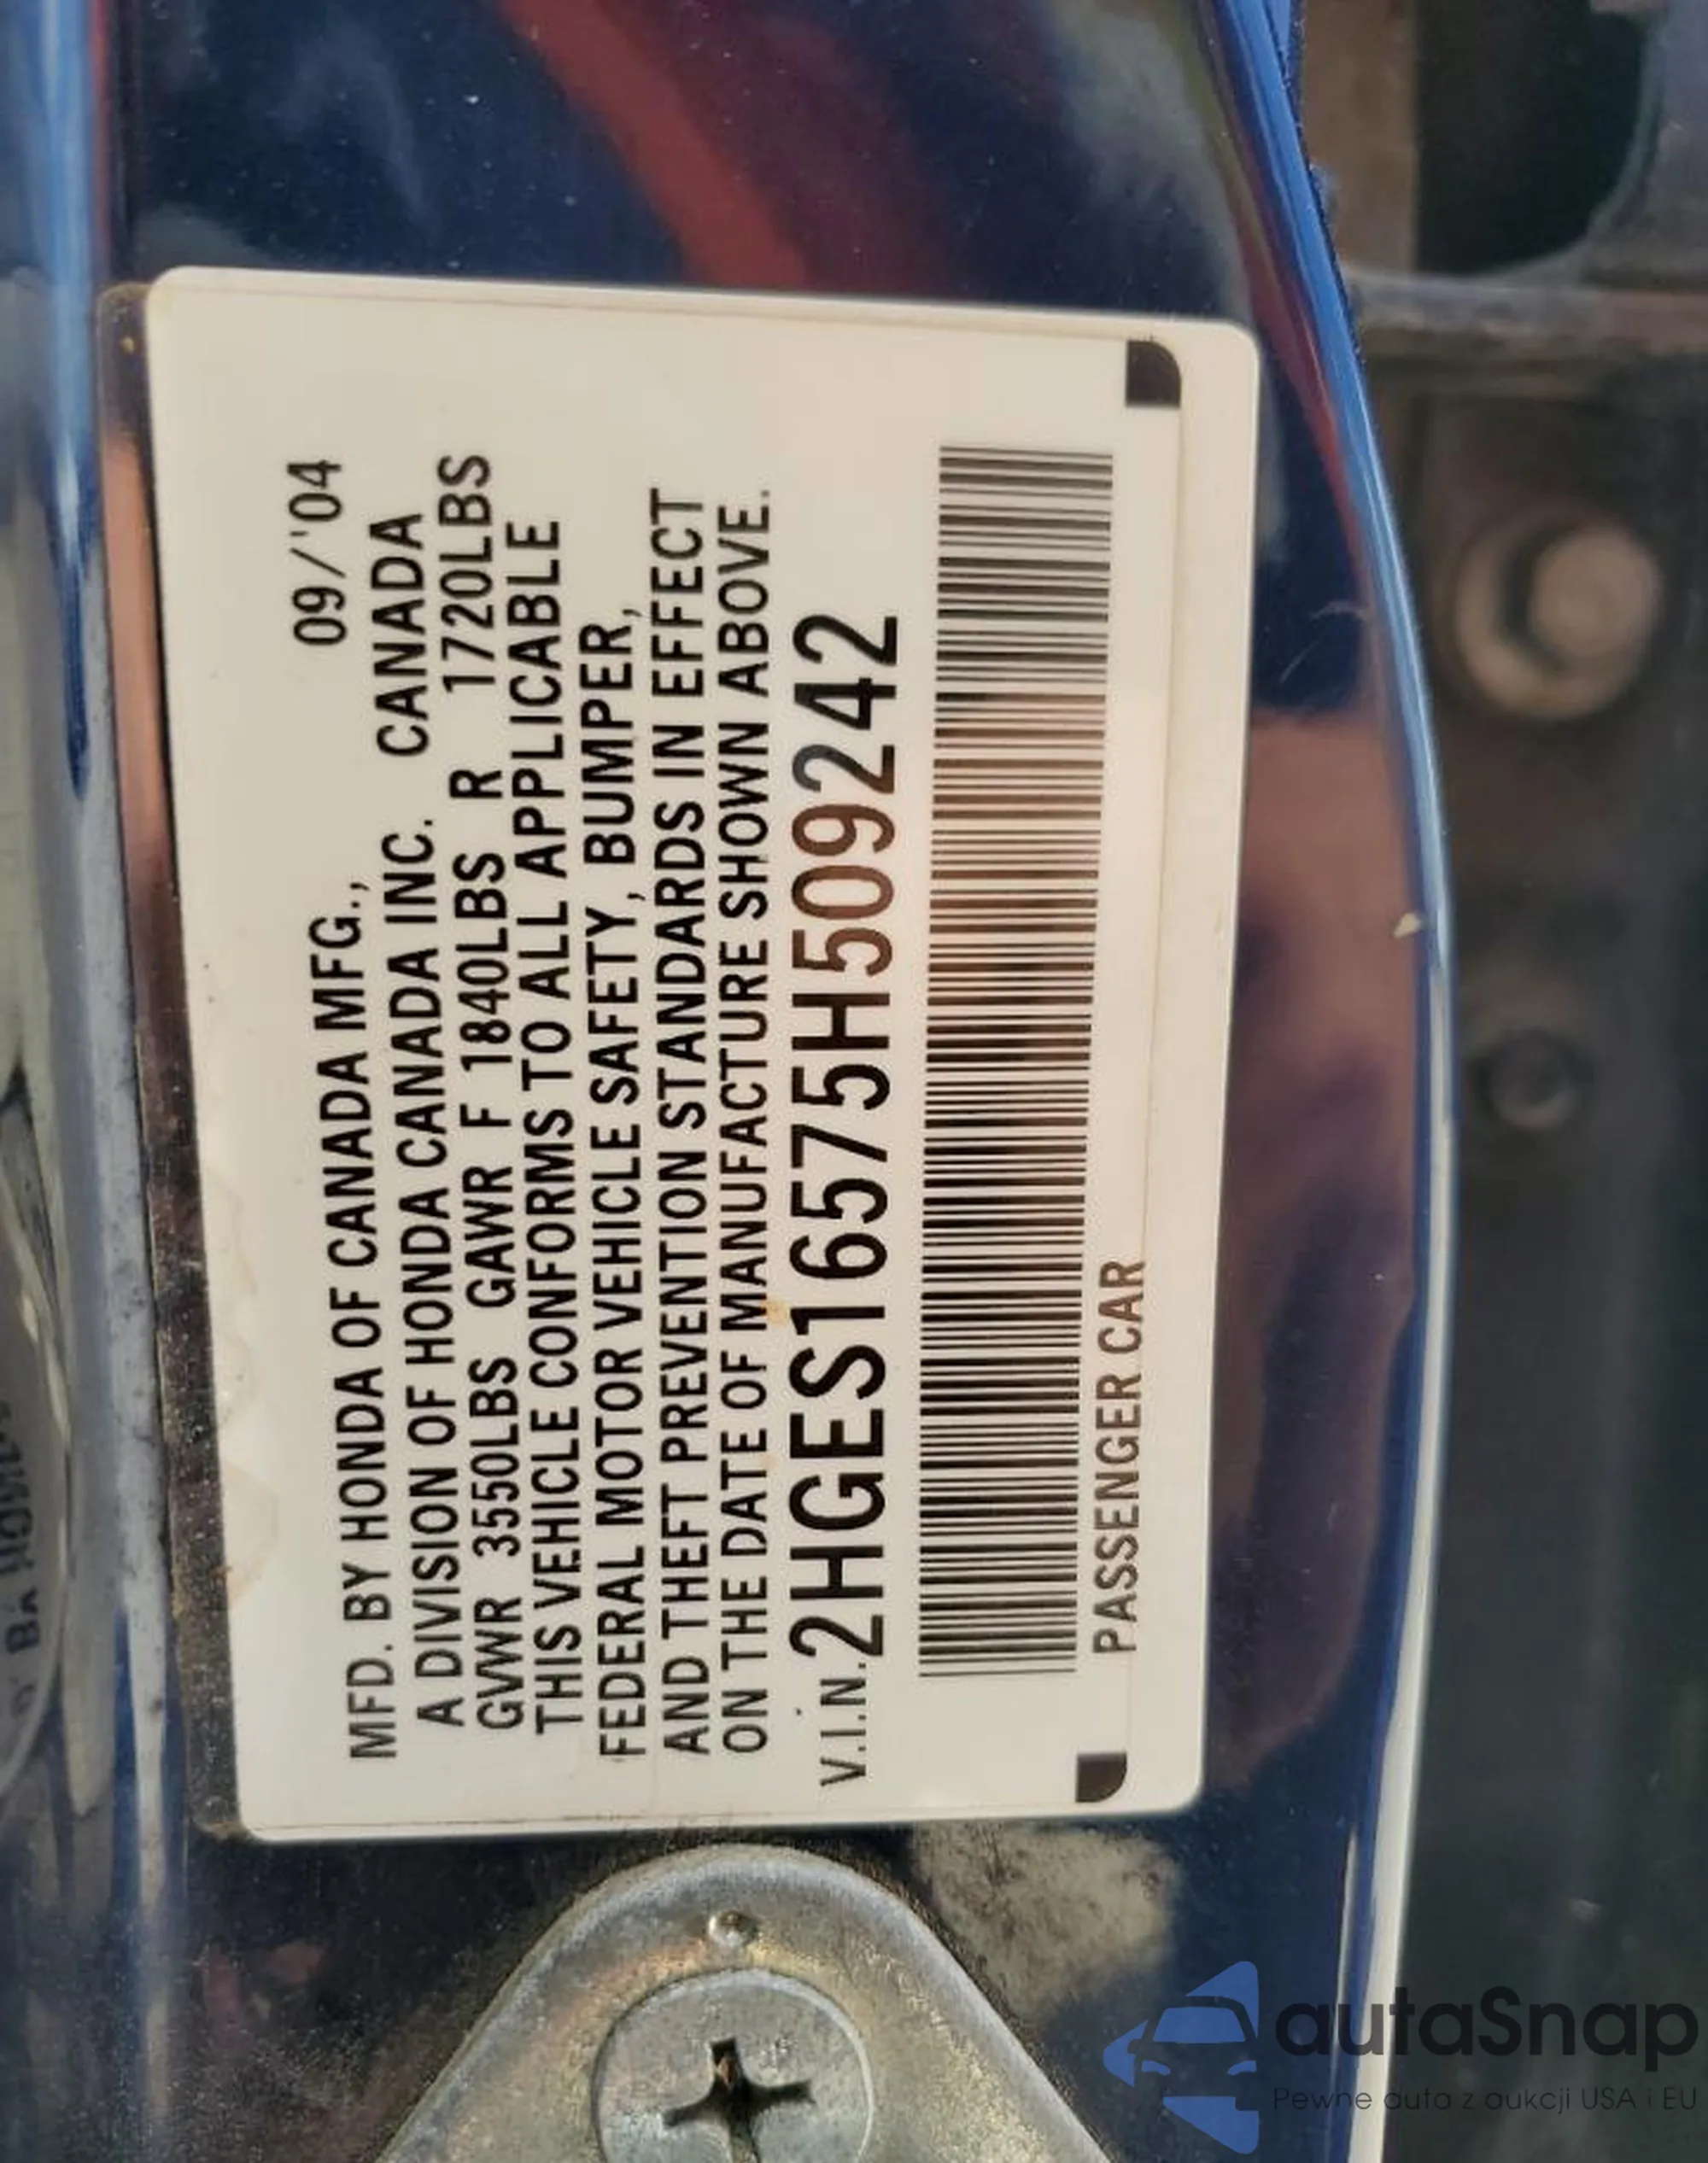 09/'04
MFD. BY HONDA OF CANADA MFG.,
A DIVISION OF HONDA CANADA INC. CANADA
GVWR 3550LBS GAWR F 1840LBS R 1720LBS
THIS VEHICLE CONFORMS TO ALL APPLICABLE
FEDERAL MOTOR VEHICLE SAFETY, BUMPER,
AND THEFT PREVENTION STANDARDS IN EFFECT
ON THE DATE OF MANUFACTURE SHOWN ABOVE.
V.I.N. 2HGES16575H509242
PASSENGER CAR
autaSnap
Pewne auta z aukcji USA i EU